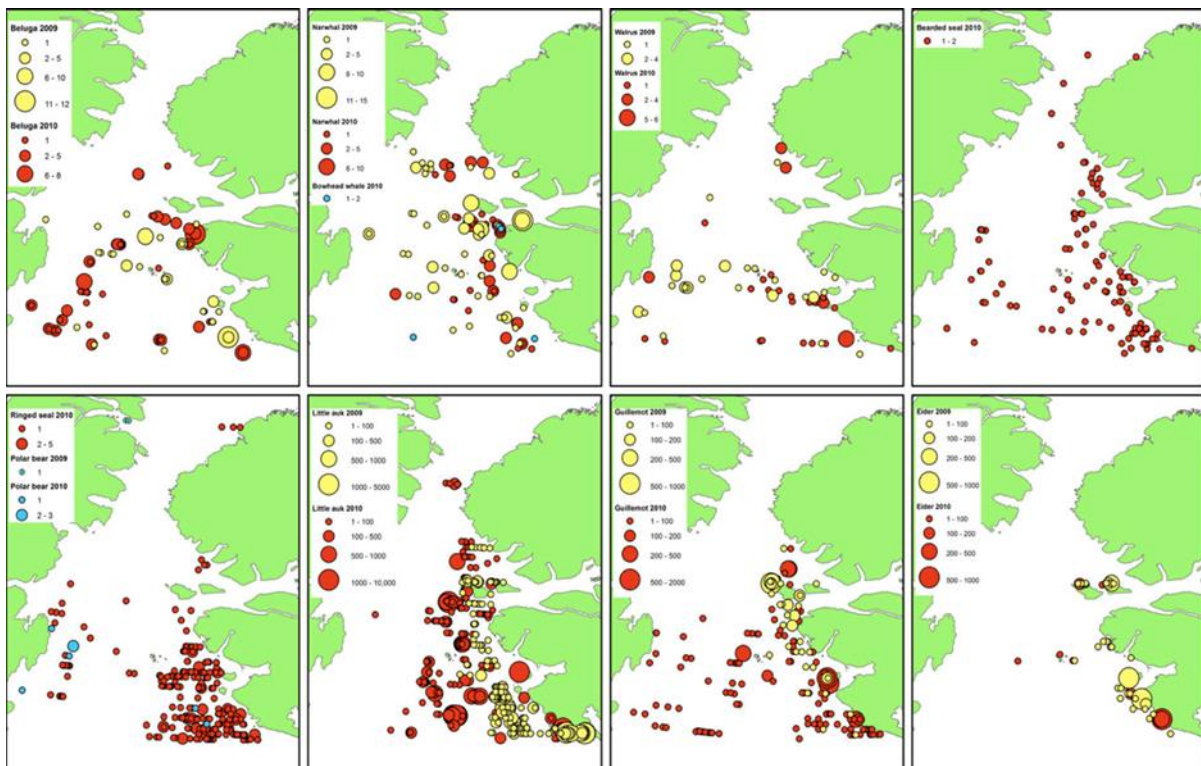 Beluga 2009
1
2 - 5
6 - 10
11 - 12
Beluga 2010
1
2 - 5
6 - 8
Narwhal 2009
1
2 - 5
8 - 10
11 - 15
Narwhal 2010
1
2 - 5
6 - 10
Bowhead whale 2010
1 - 2
Walrus 2009
1
2 - 4
Walrus 2010
1
2 - 4
5 - 6
Bearded seal 2010
1 - 2
Ringed seal 2010
1
2 - 5
Polar bear 2009
1
Polar bear 2010
1
2 - 3
Little auk 2009
1 - 100
100 - 500
500 - 1000
1000 - 5000
Little auk 2010
1 - 100
100 - 500
500 - 1000
1000 - 10,000
Guillemot 2009
1 - 100
100 - 200
200 - 500
500 - 1000
Guillemot 2010
1 - 100
100 - 200
200 - 500
500 - 2000
Eider 2009
1 - 100
100 - 200
200 - 500
500 - 1000
Eider 2010
1 - 100
100 - 200
200 - 500
500 - 1000